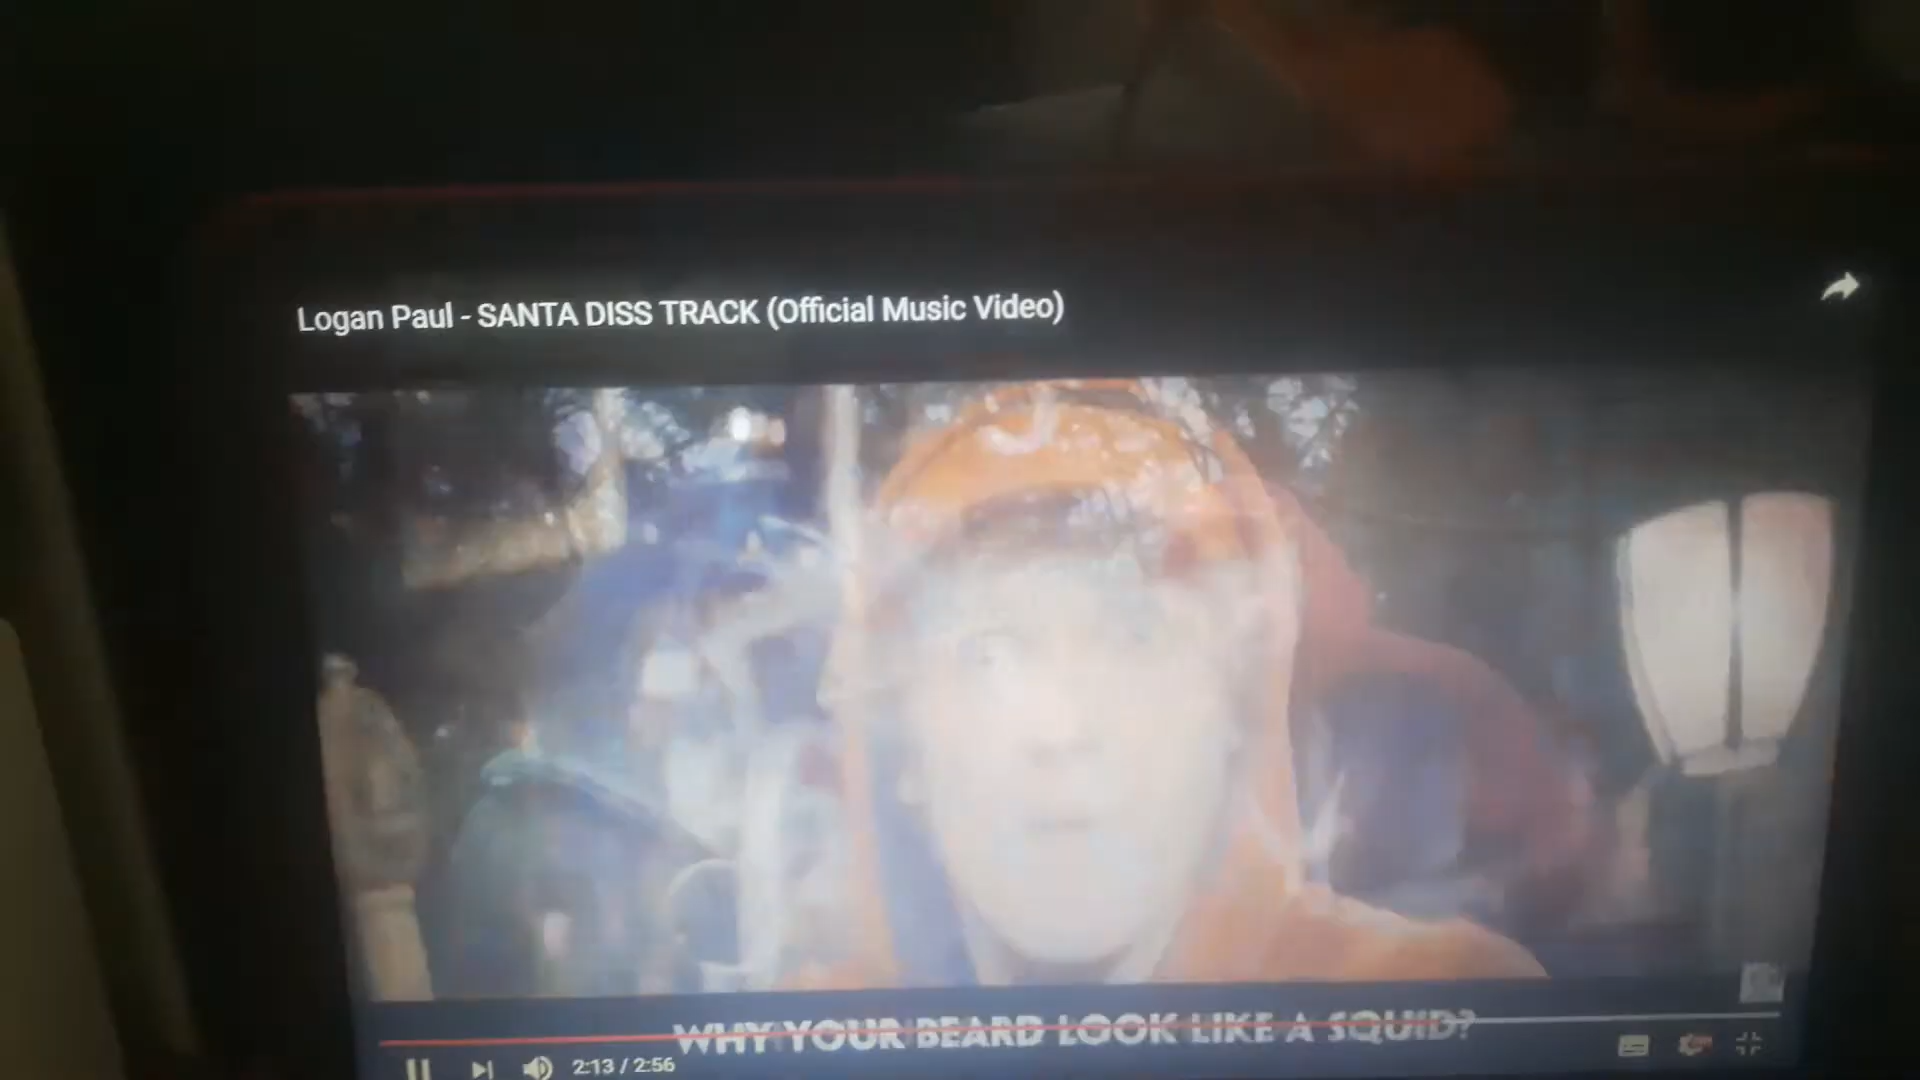 Logan Paul - SANTA DISS TRACK (Official Music Video)
WHY YOUR BEARD LOOK LIKE A SQUID?
2:13 / 2:56